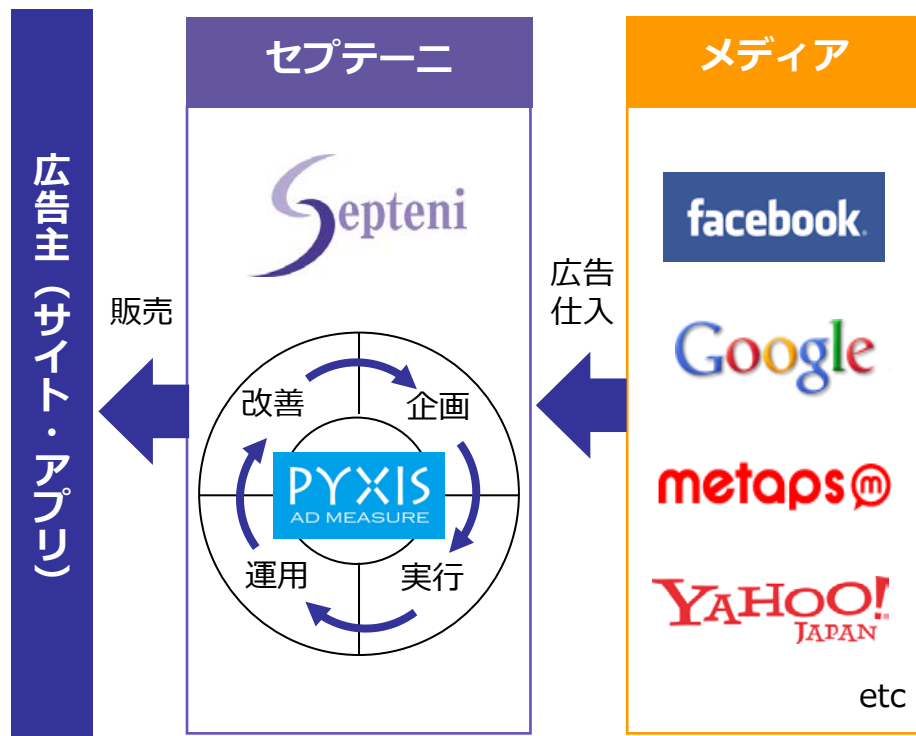 広告主（サイト・アプリ）
販売
セプテーニ
Septeni
改善
企画
PYXIS
AD MEASURE
運用
実行
広告
仕入
メディア
facebook.
Google
metaps m
YAHOO!
JAPAN
etc